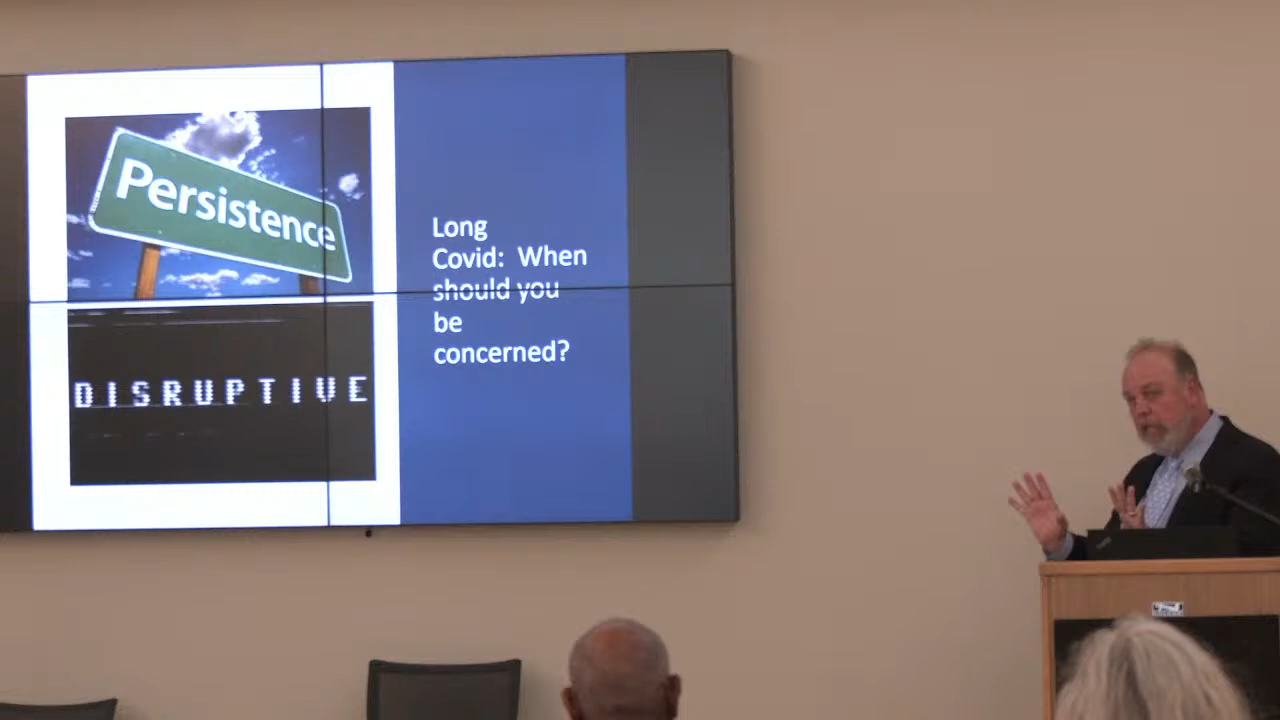 Persistence
DISRUPTIVE
Long
Covid: When
should you
be
concerned?